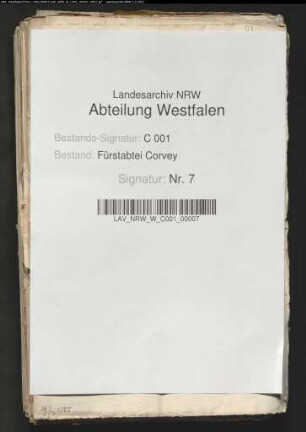 Landesarchiv NRW
Abteilung Westfalen
Bestands-Signatur: C 001
Bestand: Fürstabtei Corvey
Signatur: Nr. 7
LAV_NRW_W_C001_00007